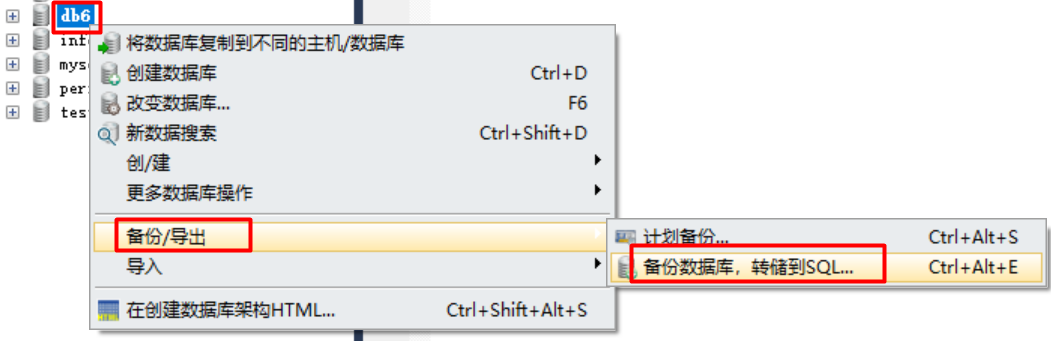 db6
inf
将数据库复制到不同的主机/数据库
mys
创建数据库 Ctrl+D
per
改变数据库... F6
tes
新数据搜索 Ctrl+Shift+D
创/建
更多数据库操作
备份/导出
计划备份... Ctrl+Alt+S
导入
备份数据库，转储到SQL... Ctrl+Alt+E
在创建数据库架构HTML... Ctrl+Shift+Alt+S